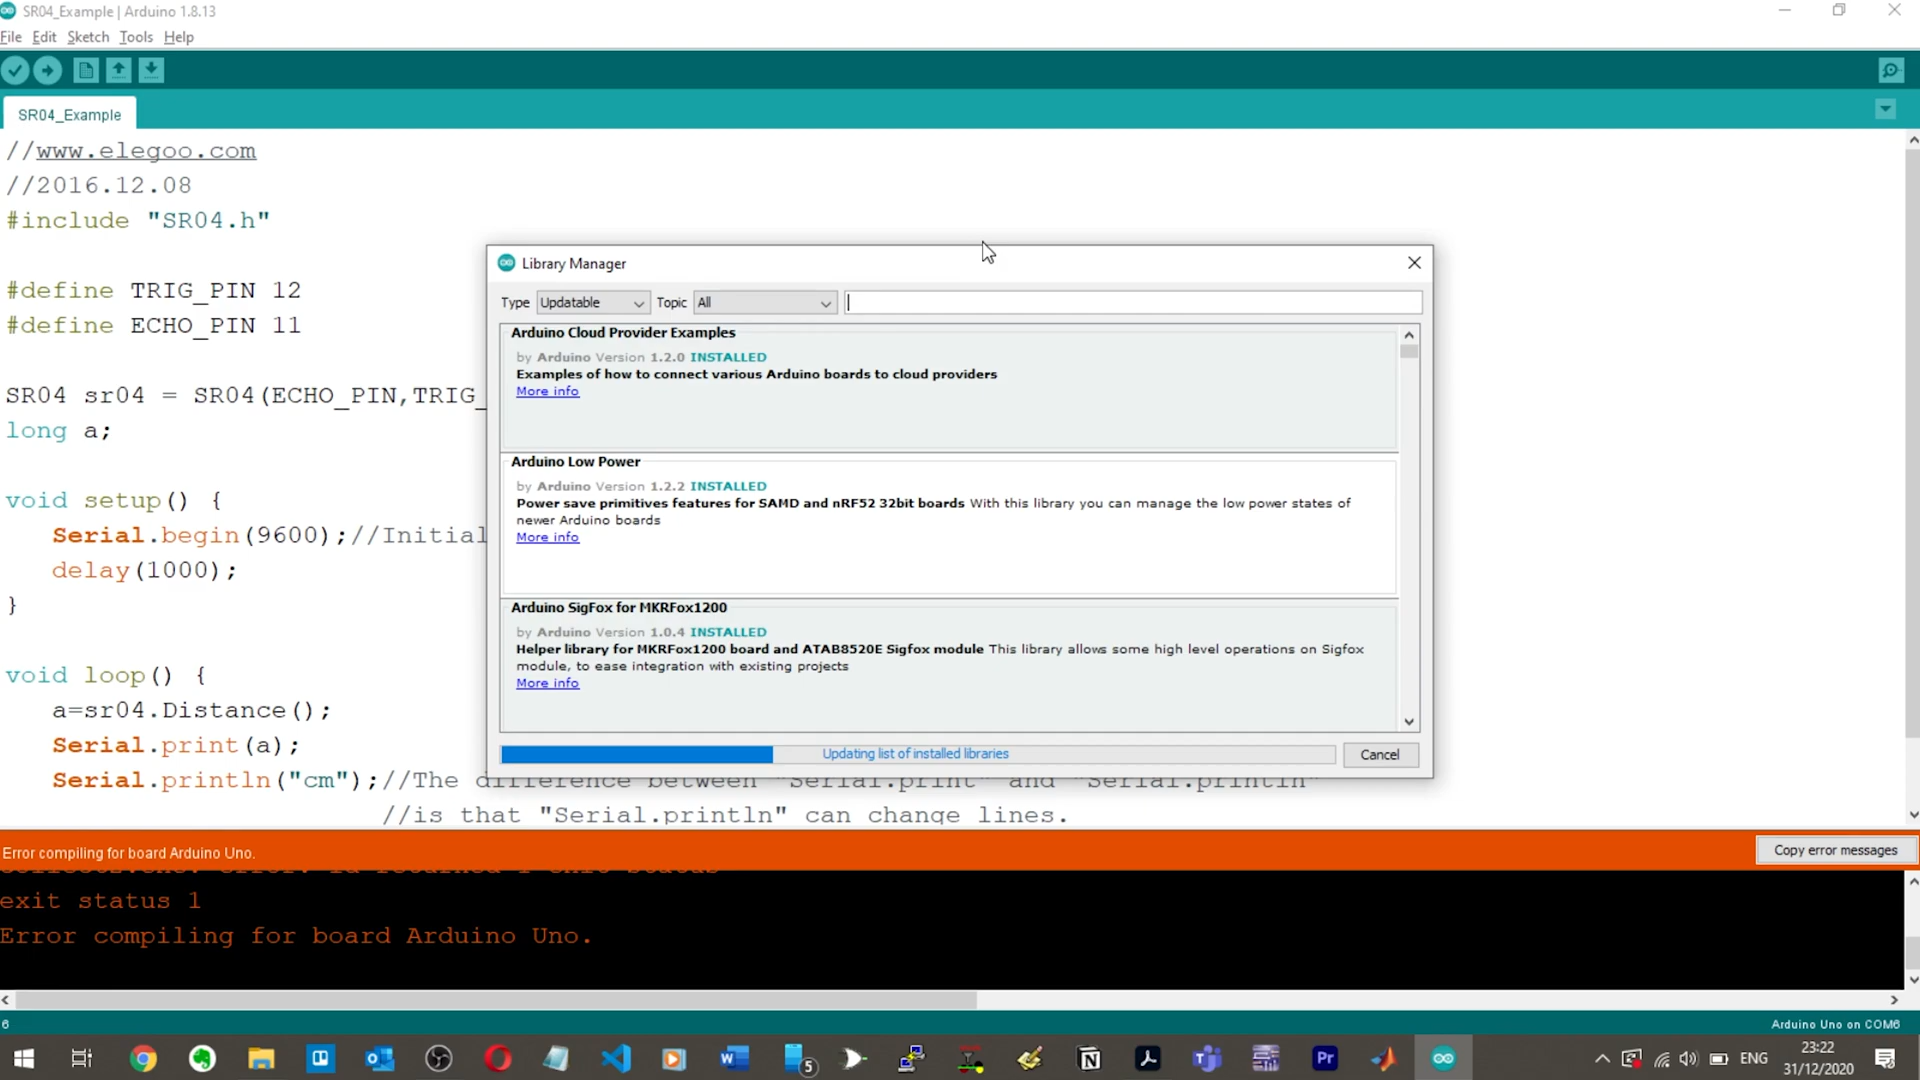 SR04_Example | Arduino 1.8.13
File Edit Sketch Tools Help
SR04_Example
//www.elegoo.com
//2016.12.08
#include "SR04.h"
#define TRIG_PIN 12
#define ECHO_PIN 11
SR04 sr04 = SR04(ECHO_PIN,TRIG_
long a;
void setup() {
Serial.begin(9600);//Initial
delay(1000);
}
void loop() {
a=sr04.Distance();
Serial.print(a);
Serial.println("cm");//The difference between "Serial.print" and "Serial.println"
//is that "Serial.println" can change lines.
Library Manager
Type Updatable Topic All
Arduino Cloud Provider Examples
by Arduino Version 1.2.0 INSTALLED
Examples of how to connect various Arduino boards to cloud providers
More info
Arduino Low Power
by Arduino Version 1.2.2 INSTALLED
Power save primitives features for SAMD and nRF52 32bit boards With this library you can manage the low power states of
newer Arduino boards
More info
Arduino SigFox for MKRFox1200
by Arduino Version 1.0.4 INSTALLED
Helper library for MKRFox1200 board and ATAB8520E Sigfox module This library allows some high level operations on Sigfox
module, to ease integration with existing projects
More info
Updating list of installed libraries
Cancel
Error compiling for board Arduino Uno.
Copy error messages
exit status 1
Error compiling for board Arduino Uno.
6
Arduino Uno on COM6
5
ENG
23:22
31/12/2020